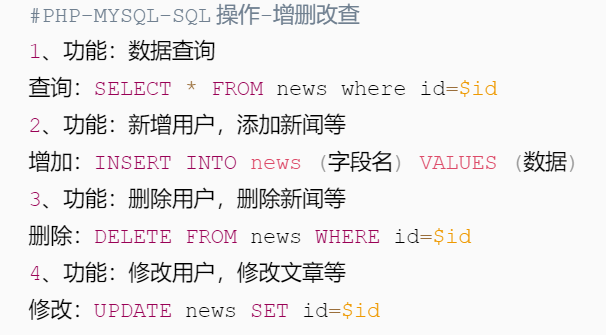 #PHP-MYSQL-SQL操作-增删改查
1、功能：数据查询
查询：SELECT * FROM news where id=$id
2、功能：新增用户，添加新闻等
增加：INSERT INTO news (字段名) VALUES (数据)
3、功能：删除用户，删除新闻等
删除：DELETE FROM news WHERE id=$id
4、功能：修改用户，修改文章等
修改：UPDATE news SET id=$id